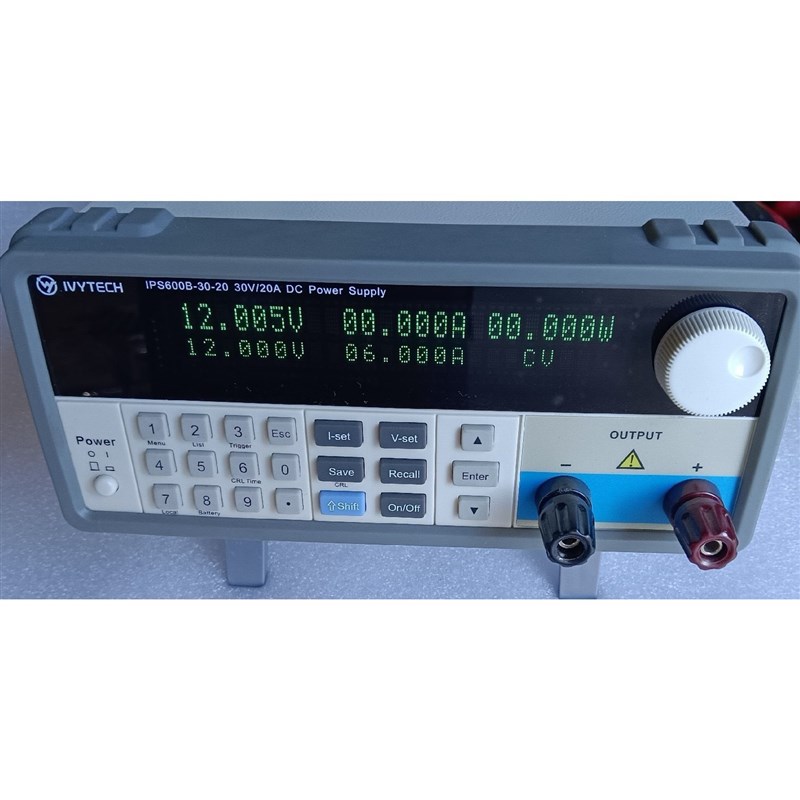 IVYTECH IPS600B-30-20 30V/20A DC Power Supply
12.005V 00.000A 00.000W
12.000V 06.000A CV
Power
1 2 3 Esc
Menu List Trigger
4 5 6 0
CRL Time
7 8 9 .
Local Battery
I-set V-set
Save Recall
CRL
⇧Shift On/Off
▲
Enter
▼
OUTPUT
− +